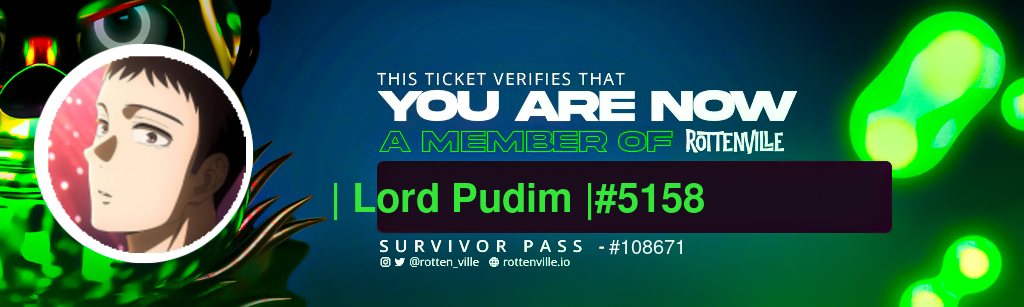 THIS TICKET VERIFIES THAT
YOU ARE NOW
A MEMBER OF ROTTENVILLE
| Lord Pudim |#5158
SURVIVOR PASS - #108671
@rotten_ville rottenville.io